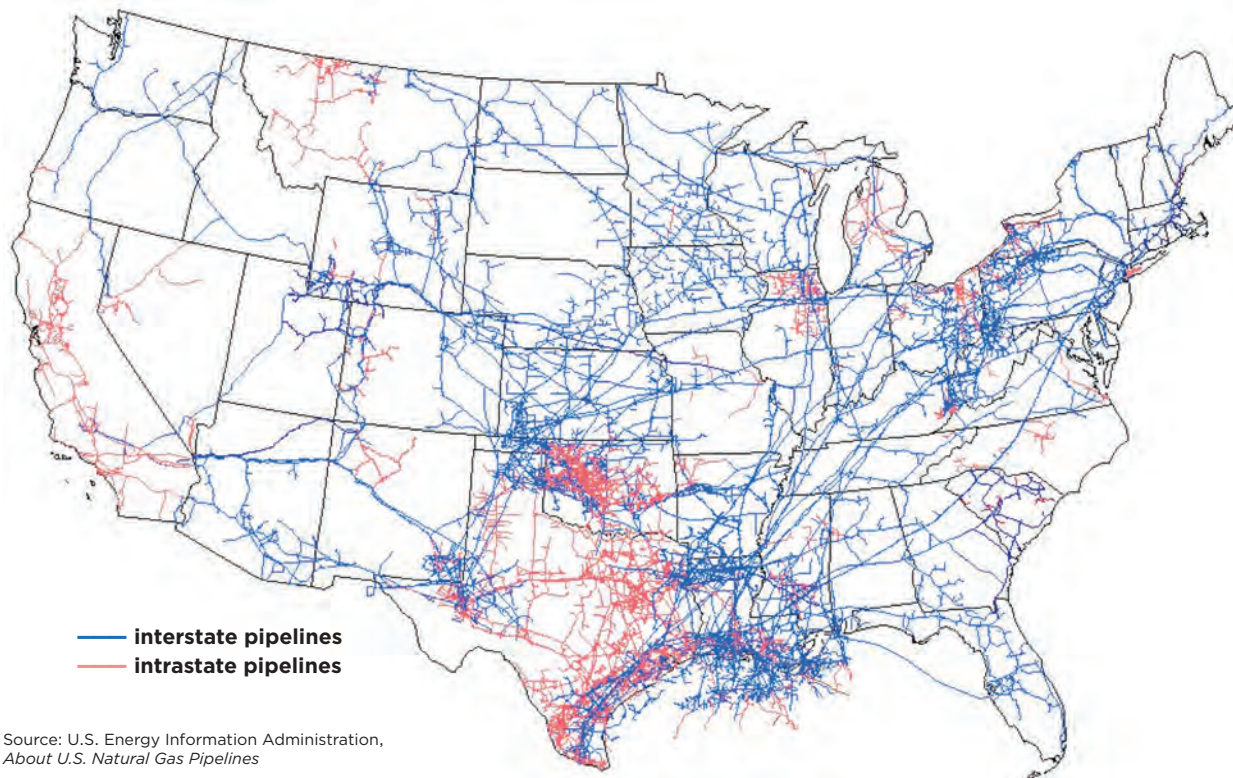 interstate pipelines
intrastate pipelines
Source: U.S. Energy Information Administration,
About U.S. Natural Gas Pipelines